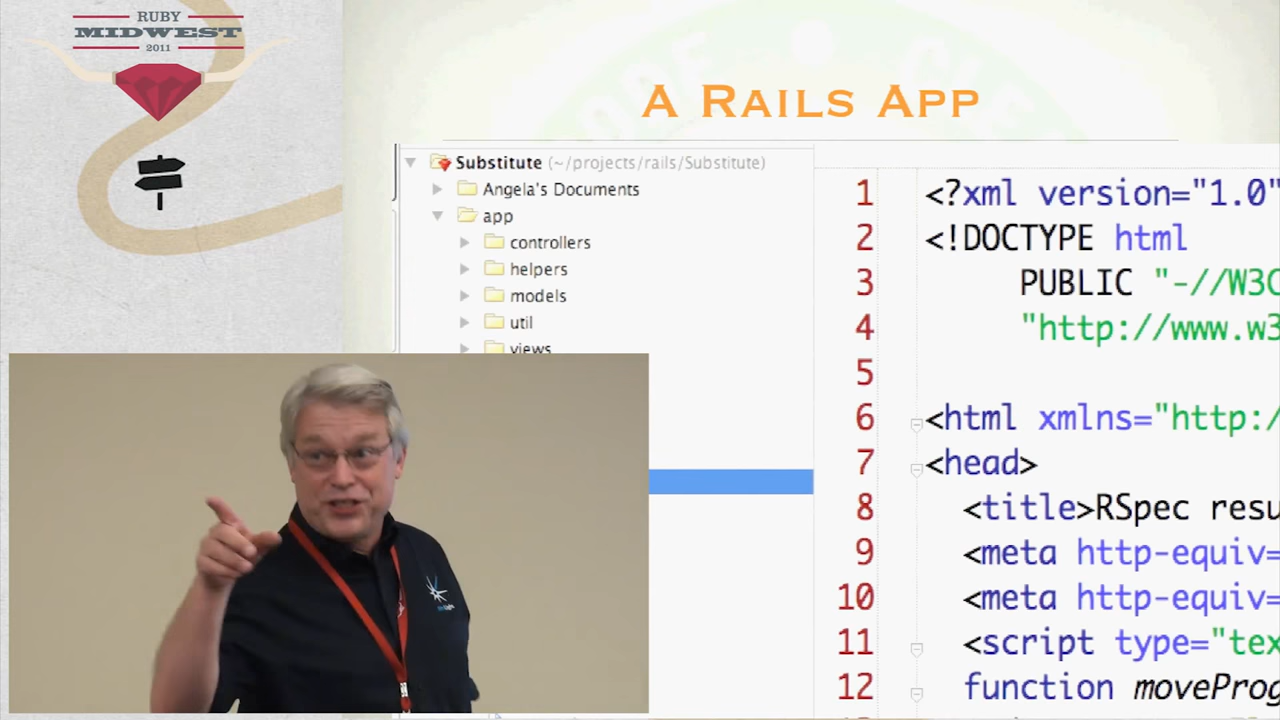 RUBY
MIDWEST
2011
A RAILS APP
Substitute (~/projects/rails/Substitute)
Angela's Documents
app
controllers
helpers
models
util
views
1 <?xml version="1.0"
2 <!DOCTYPE html
3 PUBLIC "-//W3C
4 "http://www.w3
5
6 <html xmlns="http:/
7 <head>
8 <title>RSpec resu
9 <meta http-equiv=
10 <meta http-equiv=
11 <script type="tex
12 function moveProg